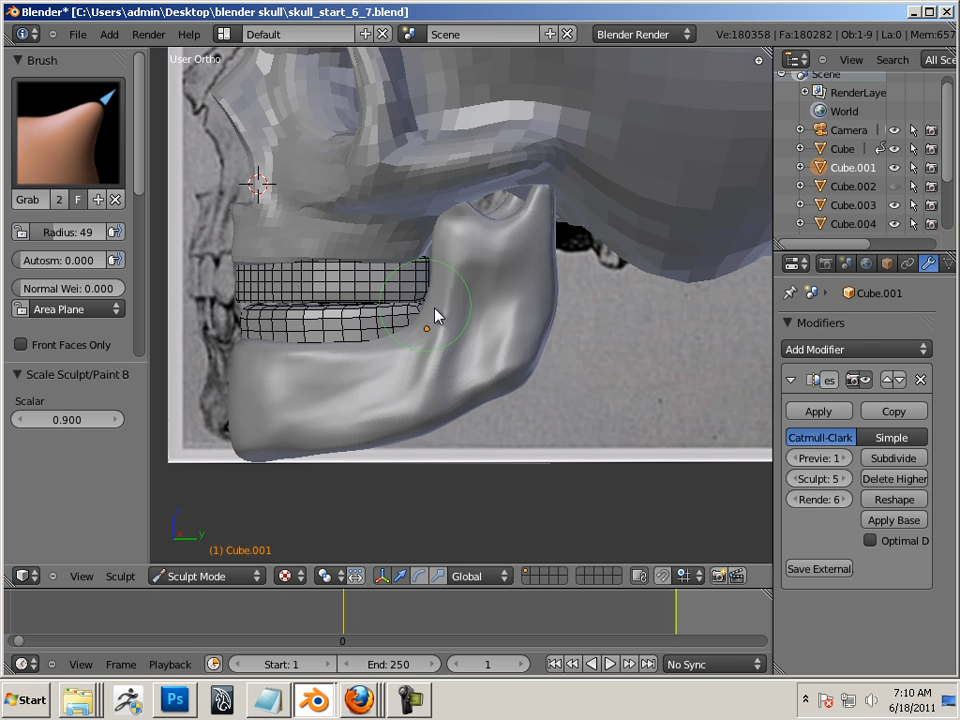 Blender* [C:\Users\admin\Desktop\blender skull\skull_start_6_7.blend]
File Add Render Help Default Scene Blender Render Ve:180358 | Fa:180282 | Ob:1-9 | La:0 | Mem:657
Brush
User Ortho
View Search All Sce
Scene
RenderLaye
World
Camera
Cube
Cube.001
Cube.002
Cube.003
Cube.004
Grab 2 F
Radius: 49
Autosm: 0.000
Normal Wei: 0.000
Area Plane
Front Faces Only
Scale Sculpt/Paint B
Scalar
0.900
Cube.001
Modifiers
Add Modifier
es
Apply Copy
Catmull-Clark Simple
Previe: 1 Subdivide
Sculpt: 5 Delete Higher
Rende: 6 Reshape
Apply Base
Optimal D
Save External.
z
y
(1) Cube.001
View Sculpt Sculpt Mode Global
0
View Frame Playback Start: 1 End: 250 1 No Sync
Start Ps 7:10 AM
6/18/2011